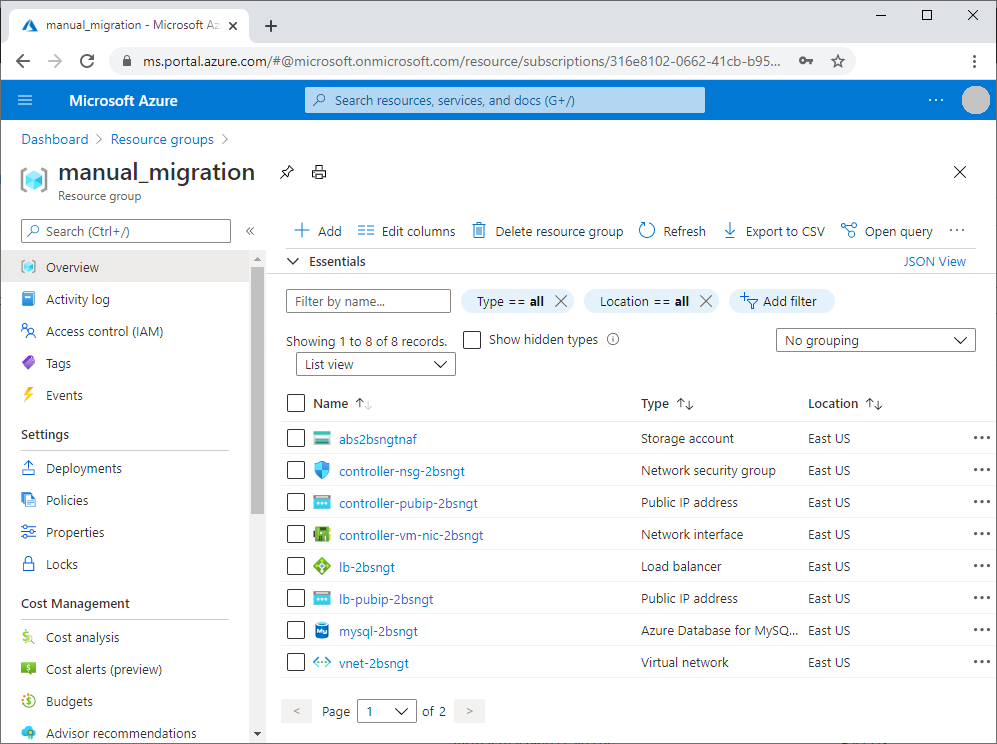 manual_migration - Microsoft Az
ms.portal.azure.com/#@microsoft.onmicrosoft.com/resource/subscriptions/316e8102-0662-41cb-b95...
Microsoft Azure
Search resources, services, and docs (G+/)
Dashboard > Resource groups >
manual_migration
Resource group
Search (Ctrl+/)
«
Add
Edit columns
Delete resource group
Refresh
Export to CSV
Open query
...
Essentials
JSON View
Overview
Activity log
Access control (IAM)
Tags
Events
Settings
Deployments
Policies
Properties
Locks
Cost Management
Cost analysis
Cost alerts (preview)
Budgets
Advisor recommendations
Filter by name...
Type == all
Location == all
Add filter
Showing 1 to 8 of 8 records.
Show hidden types
No grouping
List view
Name Type Location
abs2bsngtnaf Storage account East US
controller-nsg-2bsngt Network security group East US
controller-pubip-2bsngt Public IP address East US
controller-vm-nic-2bsngt Network interface East US
lb-2bsngt Load balancer East US
lb-pubip-2bsngt Public IP address East US
mysql-2bsngt Azure Database for MySQ... East US
vnet-2bsngt Virtual network East US
< Page 1 of 2 >